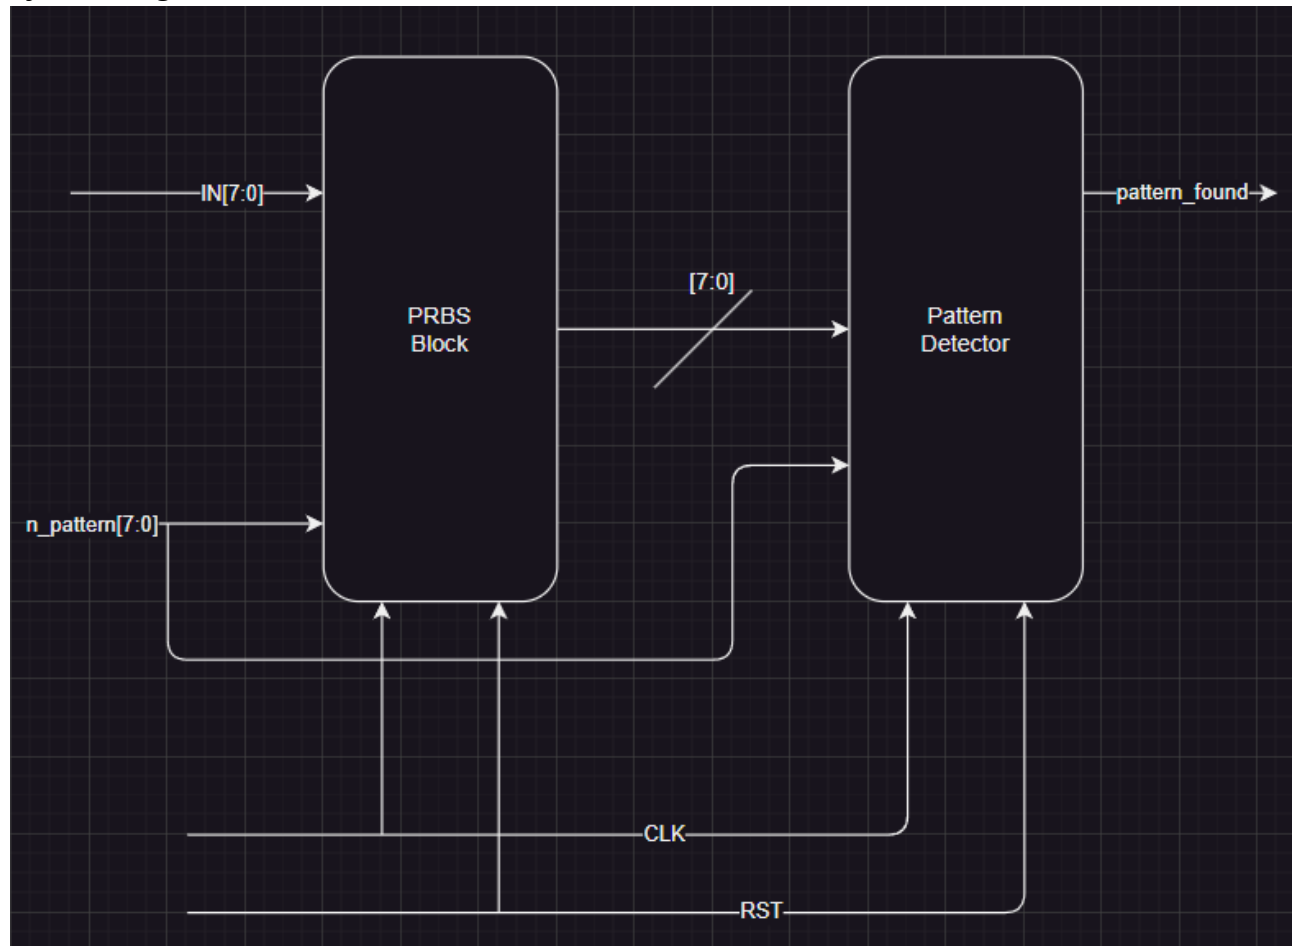 IN[7:0]
pattern_found
[7:0]
PRBS
Block
Pattern
Detector
n_pattern[7:0]
CLK
RST